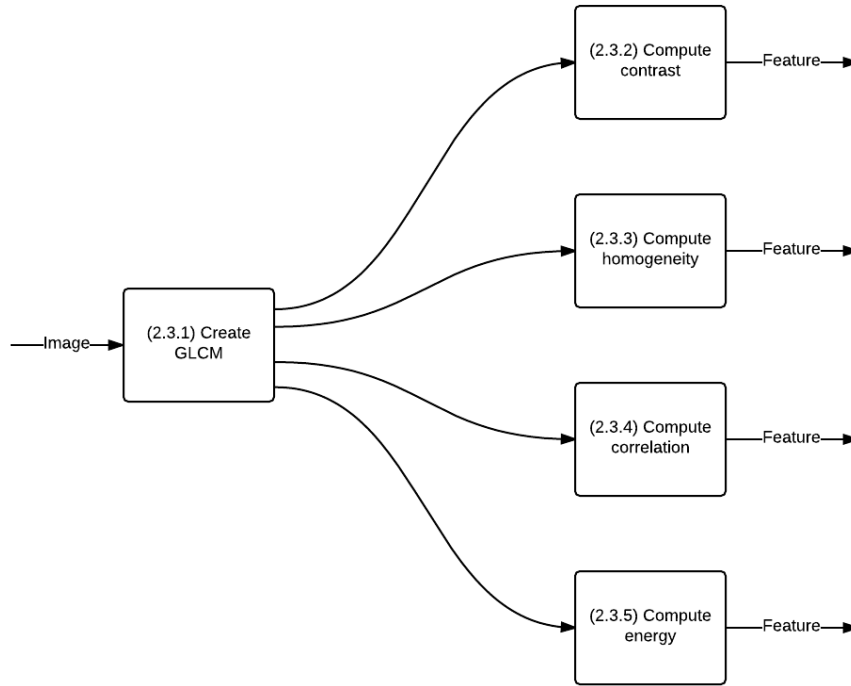 (2.3.2) Compute
contrast
Feature
(2.3.3) Compute
homogeneity
Feature
Image
(2.3.1) Create
GLCM
(2.3.4) Compute
correlation
Feature
(2.3.5) Compute
energy
Feature